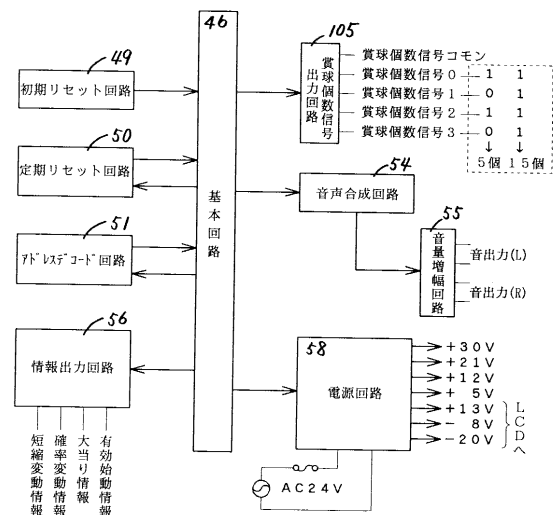 46
49
初期リセット回路
50
定期リセット回路
51
アドレスデコード回路
56
情報出力回路
短縮変動情報
確率変動情報
大当り情報
有効始動情報
基本回路
105
賞球個数信号出力回路
賞球個数信号コモン
賞球個数信号0 1 1
賞球個数信号1 0 1
賞球個数信号2 1 1
賞球個数信号3 0 1
↓ ↓
5個 15個
54
音声合成回路
55
音量増幅回路
音出力(L)
音出力(R)
58
電源回路
+30V
+21V
+12V
+ 5V
+13V
- 8V
-20V
LCDへ
AC24V